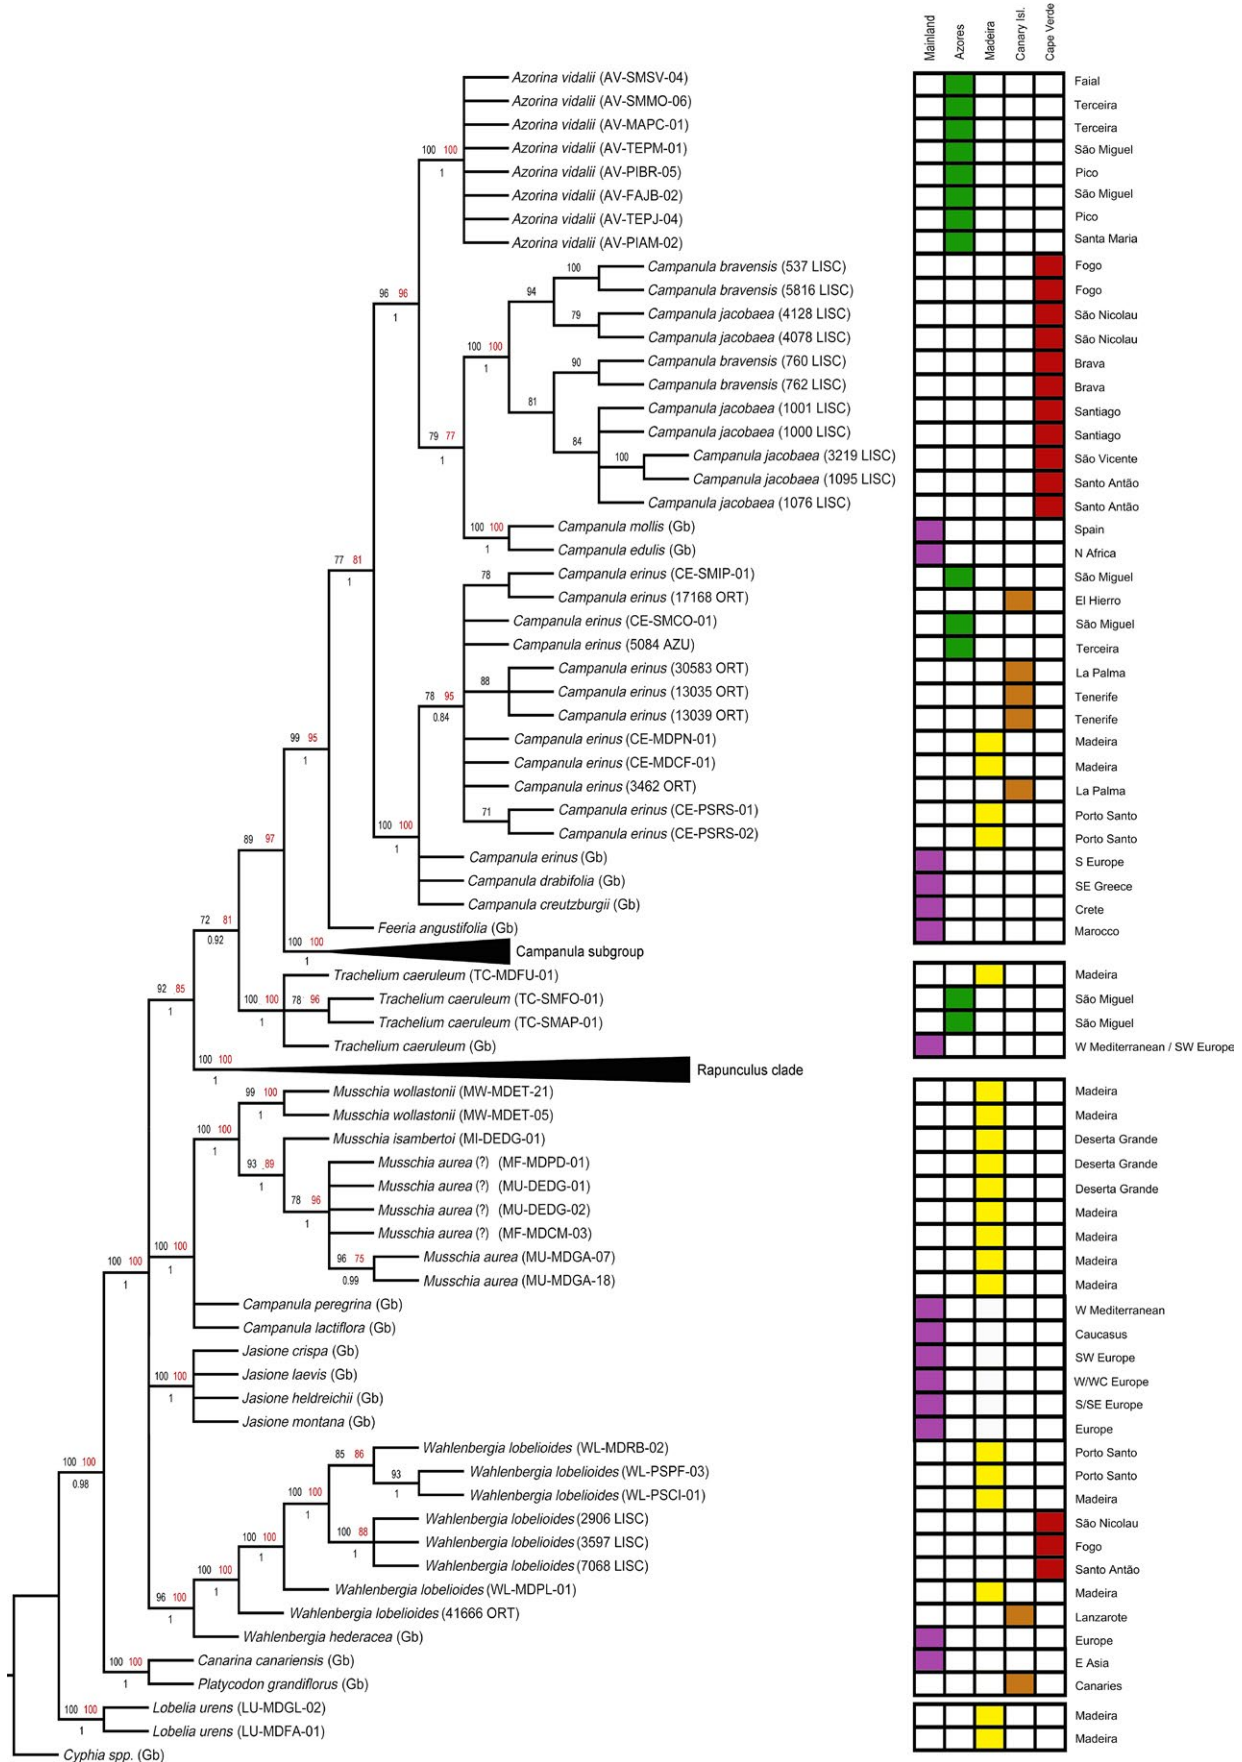 Mainland Azores Madeira Canary Isl. Cape Verde
Azorina vidalii (AV-SMSV-04) Faial
Azorina vidalii (AV-SMMO-06) Terceira
Azorina vidalii (AV-MAPC-01) Terceira
100 100 Azorina vidalii (AV-TEPM-01) São Miguel
1 Azorina vidalii (AV-PIBR-05) Pico
Azorina vidalii (AV-FAJB-02) São Miguel
Azorina vidalii (AV-TEPJ-04) Pico
Azorina vidalii (AV-PIAM-02) Santa Maria
100 Campanula bravensis (537 LISC) Fogo
96 96 94 Campanula bravensis (5816 LISC) Fogo
1 79 Campanula jacobaea (4128 LISC) São Nicolau
Campanula jacobaea (4078 LISC) São Nicolau
100 100 90 Campanula bravensis (760 LISC) Brava
1 Campanula bravensis (762 LISC) Brava
81 Campanula jacobaea (1001 LISC) Santiago
79 77 84 Campanula jacobaea (1000 LISC) Santiago
1 100 Campanula jacobaea (3219 LISC) São Vicente
Campanula jacobaea (1095 LISC) Santo Antão
Campanula jacobaea (1076 LISC) Santo Antão
100 100 Campanula mollis (Gb) Spain
1 Campanula edulis (Gb) N Africa
77 81 78 Campanula erinus (CE-SMIP-01) São Miguel
1 Campanula erinus (17168 ORT) El Hierro
Campanula erinus (CE-SMCO-01) São Miguel
Campanula erinus (5084 AZU) Terceira
88 Campanula erinus (30583 ORT) La Palma
78 95 Campanula erinus (13035 ORT) Tenerife
0.84 Campanula erinus (13039 ORT) Tenerife
99 95 Campanula erinus (CE-MDPN-01) Madeira
1 Campanula erinus (CE-MDCF-01) Madeira
Campanula erinus (3462 ORT) La Palma
71 Campanula erinus (CE-PSRS-01) Porto Santo
100 100 Campanula erinus (CE-PSRS-02) Porto Santo
89 97 1 Campanula erinus (Gb) S Europe
Campanula drabifolia (Gb) SE Greece
Campanula creutzburgii (Gb) Crete
72 81 Feeria angustifolia (Gb) Marocco
0.92 100 100 Campanula subgroup
1
Trachelium caeruleum (TC-MDFU-01) Madeira
92 85 100 100 78 96 Trachelium caeruleum (TC-SMFO-01) São Miguel
1 1 Trachelium caeruleum (TC-SMAP-01) São Miguel
Trachelium caeruleum (Gb) W Mediterranean / SW Europe
100 100 Rapunculus clade
1
99 100 Musschia wollastonii (MW-MDET-21) Madeira
1 Musschia wollastonii (MW-MDET-05) Madeira
100 100 Musschia isambertoi (MI-DEDG-01) Deserta Grande
1 93 89 Musschia aurea (?) (MF-MDPD-01) Deserta Grande
1 Musschia aurea (?) (MU-DEDG-01) Deserta Grande
78 96 Musschia aurea (?) (MU-DEDG-02) Madeira
1 Musschia aurea (?) (MF-MDCM-03) Madeira
100 100 96 75 Musschia aurea (MU-MDGA-07) Madeira
100 100 1 0.99 Musschia aurea (MU-MDGA-18) Madeira
1 Campanula peregrina (Gb) W Mediterranean
Campanula lactiflora (Gb) Caucasus
Jasione crispa (Gb) SW Europe
100 100 Jasione laevis (Gb) W/WC Europe
1 Jasione heldreichii (Gb) S/SE Europe
Jasione montana (Gb) Europe
85 86 Wahlenbergia lobelioides (WL-MDRB-02) Porto Santo
100 100 93 Wahlenbergia lobelioides (WL-PSPF-03) Porto Santo
0.98 100 100 1 Wahlenbergia lobelioides (WL-PSCI-01) Madeira
1 Wahlenbergia lobelioides (2906 LISC) São Nicolau
100 100 100 88 Wahlenbergia lobelioides (3597 LISC) Fogo
1 1 Wahlenbergia lobelioides (7068 LISC) Santo Antão
100 100 Wahlenbergia lobelioides (WL-MDPL-01) Madeira
96 100 1 Wahlenbergia lobelioides (41666 ORT) Lanzarote
1 Wahlenbergia hederacea (Gb) Europe
100 100 Canarina canariensis (Gb) E Asia
1 Platycodon grandiflorus (Gb) Canaries
100 100 Lobelia urens (LU-MDGL-02) Madeira
1 Lobelia urens (LU-MDFA-01) Madeira
Cyphia spp. (Gb)